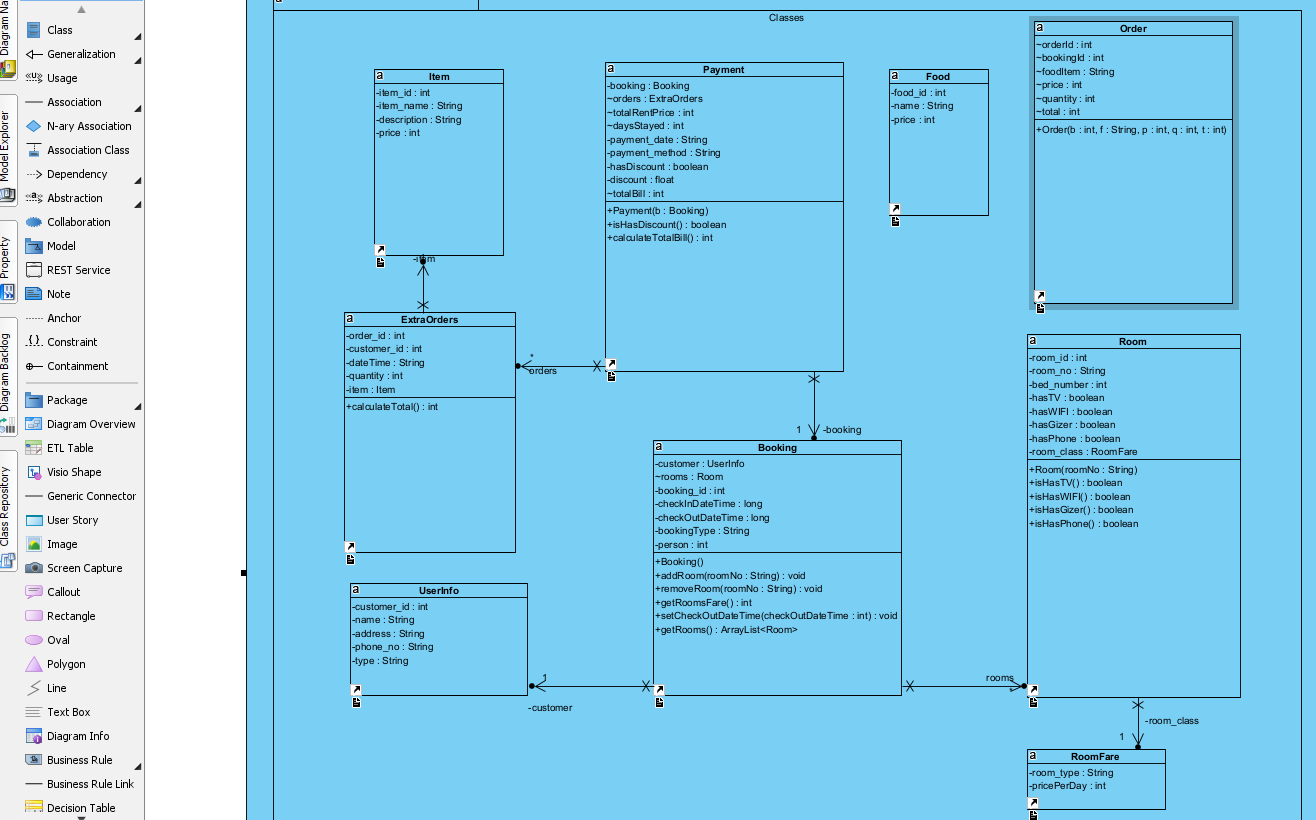 Diagram Na
Model Explorer
Property
Diagram Backlog
Class Repository
Class
Generalization
Usage
Association
N-ary Association
Association Class
Dependency
Abstraction
Collaboration
Model
REST Service
Note
Anchor
Constraint
Containment
Package
Diagram Overview
ETL Table
Visio Shape
Generic Connector
User Story
Image
Screen Capture
Callout
Rectangle
Oval
Polygon
Line
Text Box
Diagram Info
Business Rule
Business Rule Link
Decision Table
Classes
Item
-item_id : int
-item_name : String
-description : String
-price : int
-item
Payment
-booking : Booking
~orders : ExtraOrders
~totalRentPrice : int
~daysStayed : int
-payment_date : String
-payment_method : String
-hasDiscount : boolean
-discount : float
~totalBill : int
+Payment(b : Booking)
+isHasDiscount() : boolean
+calculateTotalBill() : int
Food
-food_id : int
-name : String
-price : int
Order
~orderId : int
~bookingId : int
~foodItem : String
~price : int
~quantity : int
~total : int
+Order(b : int, f : String, p : int, q : int, t : int)
ExtraOrders
-order_id : int
-customer_id : int
-dateTime : String
-quantity : int
-item : Item
+calculateTotal() : int
*
orders
1
-booking
Room
-room_id : int
-room_no : String
-bed_number : int
-hasTV : boolean
-hasWIFI : boolean
-hasGizer : boolean
-hasPhone : boolean
-room_class : RoomFare
+Room(roomNo : String)
+isHasTV() : boolean
+isHasWIFI() : boolean
+isHasGizer() : boolean
+isHasPhone() : boolean
Booking
-customer : UserInfo
~rooms : Room
-booking_id : int
-checkInDateTime : long
-checkOutDateTime : long
-bookingType : String
-person : int
+Booking()
+addRoom(roomNo : String) : void
+removeRoom(roomNo : String) : void
+getRoomsFare() : int
+setCheckOutDateTime(checkOutDateTime : int) : void
+getRooms() : ArrayList<Room>
UserInfo
-customer_id : int
-name : String
-address : String
-phone_no : String
-type : String
1
-customer
rooms
*
-room_class
1
RoomFare
-room_type : String
-pricePerDay : int